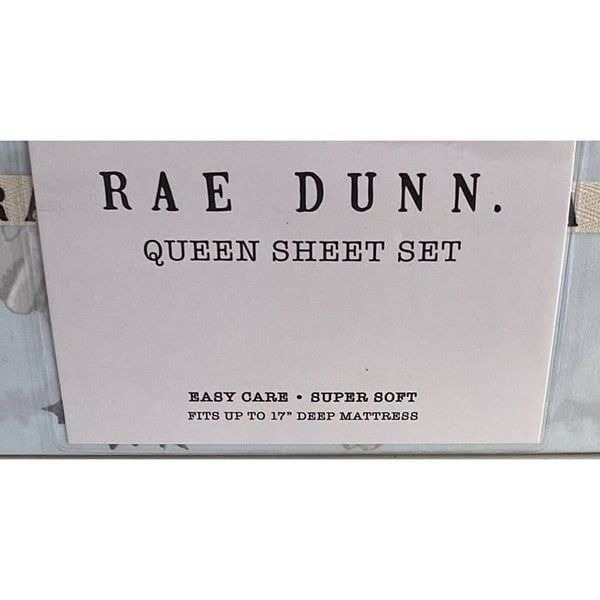 RAE DUNN.
QUEEN SHEET SET
EASY CARE • SUPER SOFT
FITS UP TO 17" DEEP MATTRESS